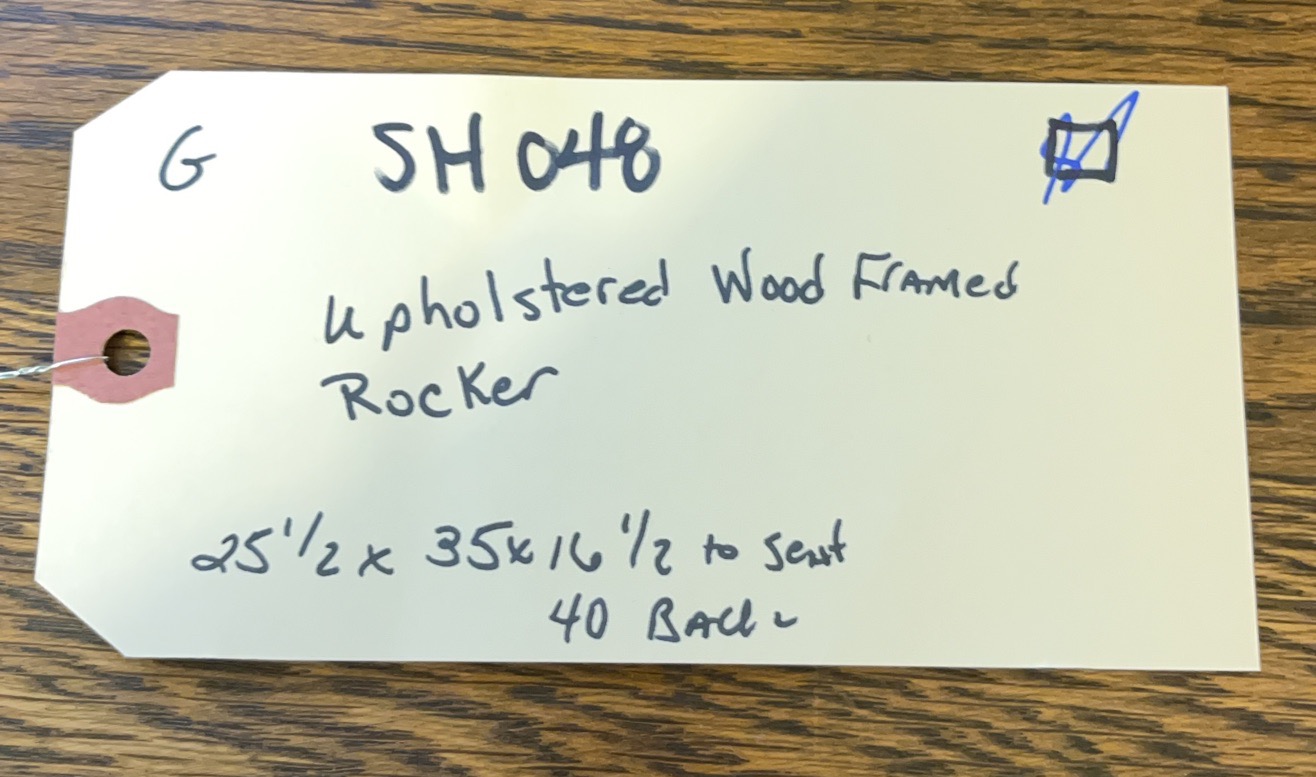 G SH 048
Upholstered Wood Framed
Rocker
25 1/2 x 35 x 16 1/2 to seat
40 Back